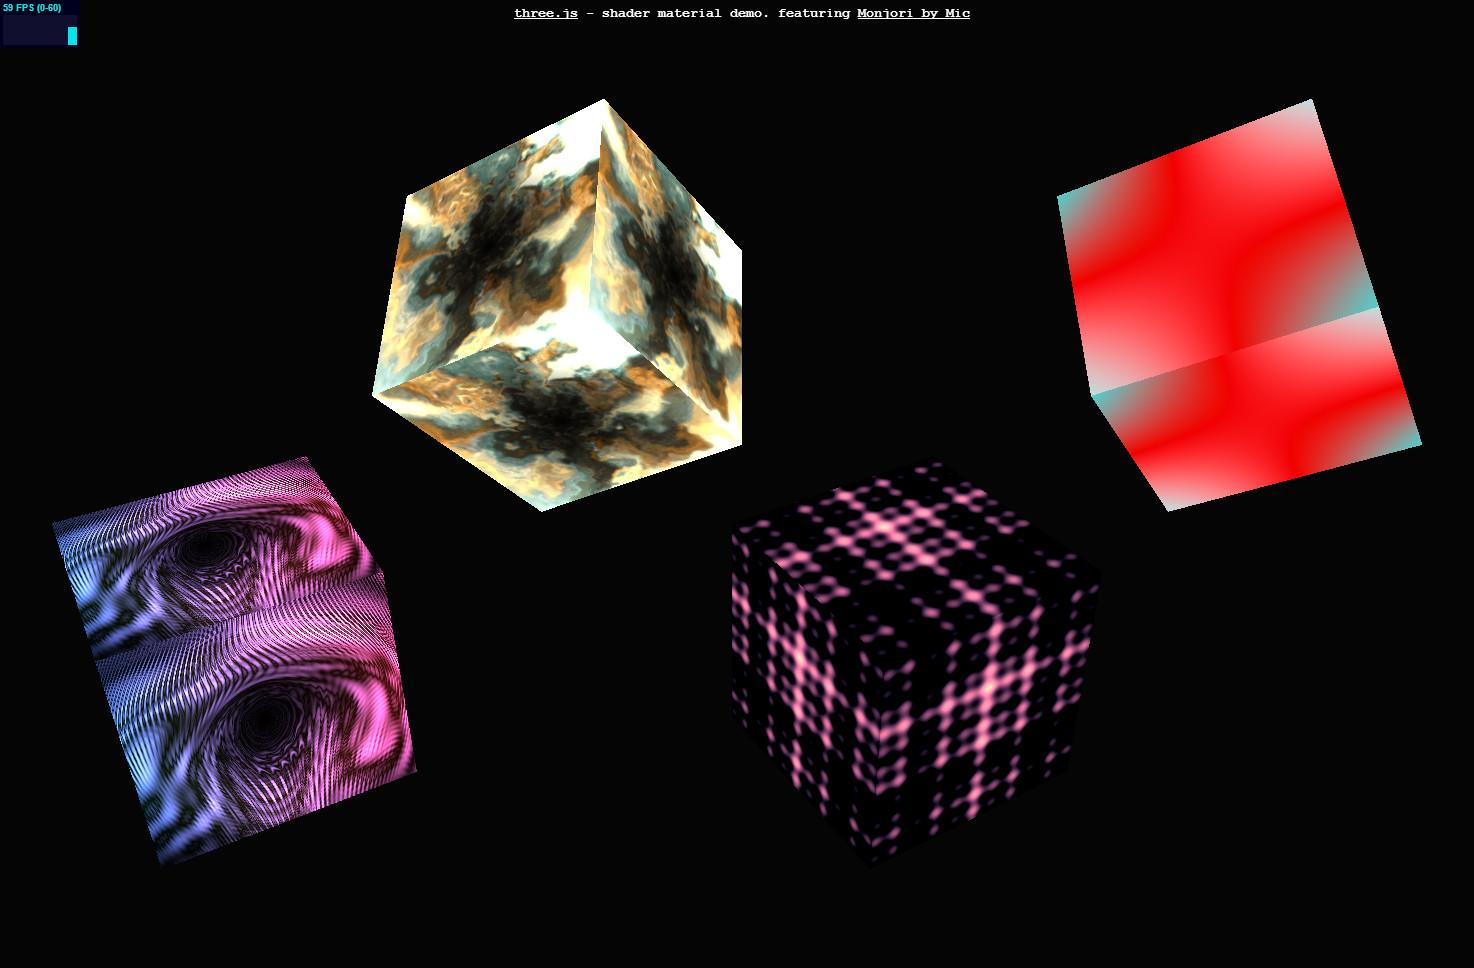 59 FPS (0-60)
three.js - shader material demo. featuring Monjori by Mic